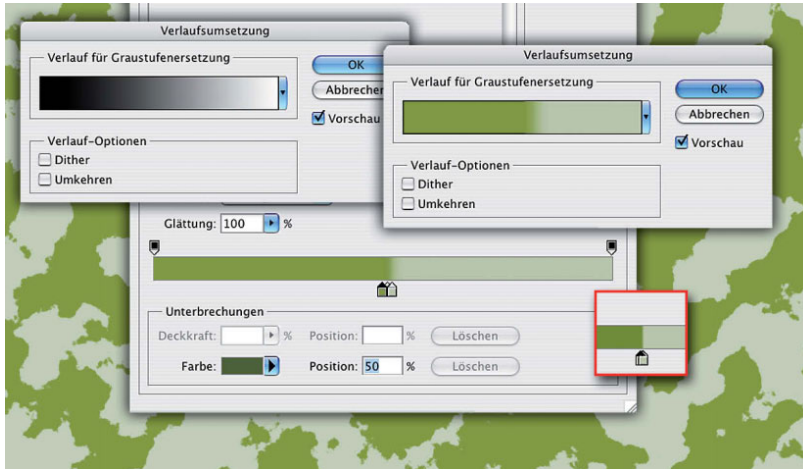 Verlaufsumsetzung
Verlauf für Graustufenersetzung
OK
Abbrechen
Vorschau
Verlauf-Optionen
Dither
Umkehren
Verlaufsumsetzung
Verlauf für Graustufenersetzung
OK
Abbrechen
Vorschau
Verlauf-Optionen
Dither
Umkehren
Glättung: 100 %
Unterbrechungen
Deckkraft: % Position: % Löschen
Farbe: Position: 50 % Löschen